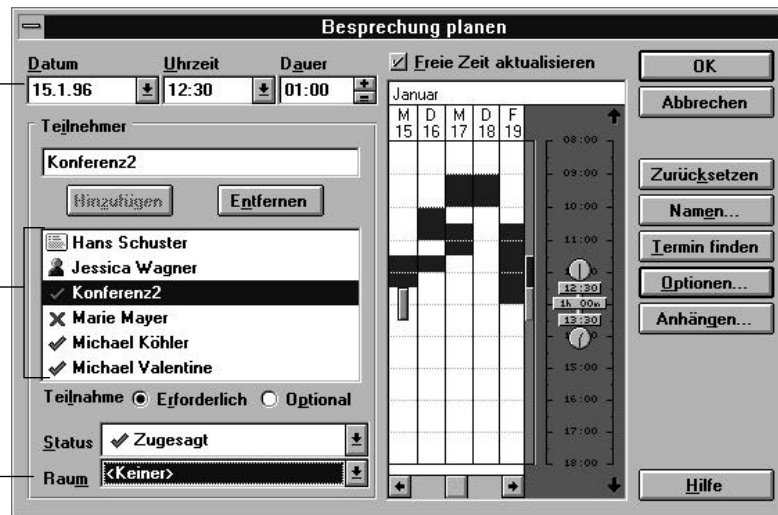 Besprechung planen
Datum Uhrzeit Dauer
15.1.96 12:30 01:00
Teilnehmer
Konferenz2
Hinzufügen Entfernen
Hans Schuster
Jessica Wagner
Konferenz2
Marie Mayer
Michael Köhler
Michael Valentine
Teilnahme Erforderlich Optional
Status Zugesagt
Raum <Keiner>
Freie Zeit aktualisieren
Januar
M D M D F
15 16 17 18 19
08:00
09:00
10:00
11:00
12:30
1h 00m
13:30
15:00
16:00
17:00
18:00
OK
Abbrechen
Zurücksetzen
Namen...
Termin finden
Optionen...
Anhängen...
Hilfe